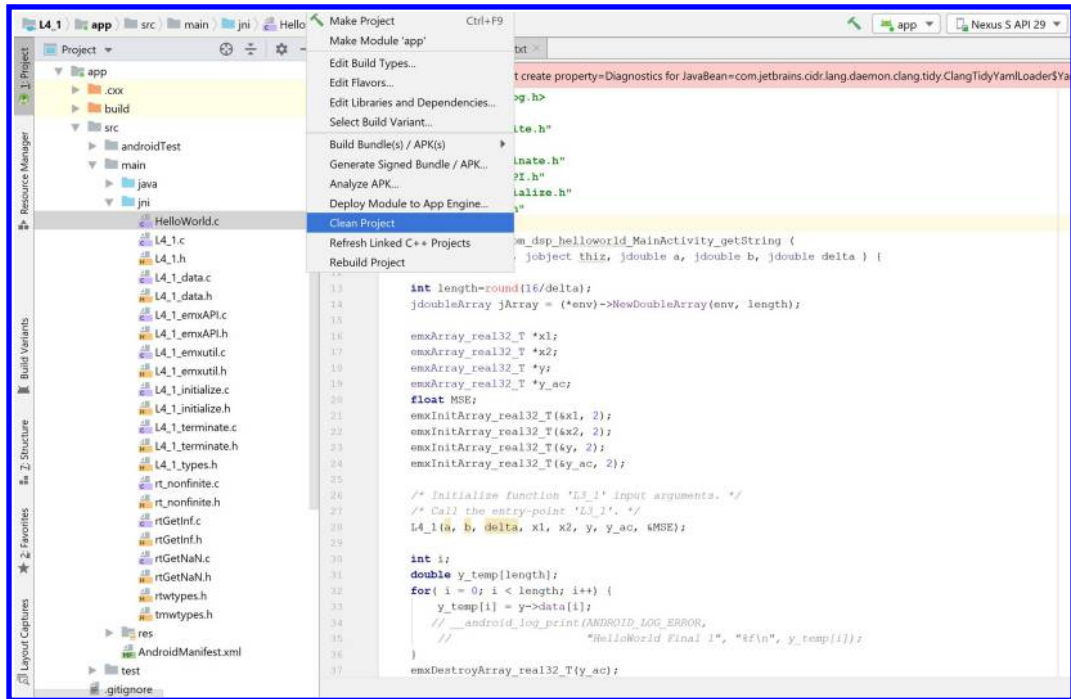 L4_1 app src main jni Hello
app Nexus S API 29
Make Project Ctrl+F9
Make Module 'app'
Edit Build Types...
Edit Flavors...
Edit Libraries and Dependencies...
Select Build Variant...
Build Bundle(s) / APK(s)
Generate Signed Bundle / APK...
Analyze APK...
Deploy Module to App Engine...
Clean Project
Refresh Linked C++ Projects
Rebuild Project
1: Project
Resource Manager
Build Variants
7: Structure
2: Favorites
Layout Captures
Project
app
.cxx
build
src
androidTest
main
java
jni
HelloWorld.c
L4_1.c
L4_1.h
L4_1_data.c
L4_1_data.h
L4_1_emxAPI.c
L4_1_emxAPI.h
L4_1_emxutil.c
L4_1_emxutil.h
L4_1_initialize.c
L4_1_initialize.h
L4_1_terminate.c
L4_1_terminate.h
L4_1_types.h
rt_nonfinite.c
rt_nonfinite.h
rtGetInf.c
rtGetInf.h
rtGetNaN.c
rtGetNaN.h
rtwtypes.h
tmwtypes.h
res
AndroidManifest.xml
test
.gitignore
txt
t create property=Diagnostics for JavaBean=com.jetbrains.cidr.lang.daemon.clang.tidy.ClangTidyYamlLoader$Ya
og.h>
ite.h"
inate.h"
PI.h"
ialize.h"
h"
om_dsp_helloworld_MainActivity_getString (
, jobject thiz, jdouble a, jdouble b, jdouble delta ) {
13 int length=round(16/delta);
14 jdoubleArray jArray = (*env)->NewDoubleArray(env, length);
15
16 emxArray_real32_T *x1;
17 emxArray_real32_T *x2;
18 emxArray_real32_T *y;
19 emxArray_real32_T *y_ac;
20 float MSE;
21 emxInitArray_real32_T(&x1, 2);
22 emxInitArray_real32_T(&x2, 2);
23 emxInitArray_real32_T(&y, 2);
24 emxInitArray_real32_T(&y_ac, 2);
25
26 /* Initialize function 'L3_1' input arguments. */
27 /* Call the entry-point 'L3_1'. */
28 L4_1(a, b, delta, x1, x2, y, y_ac, &MSE);
29
30 int i;
31 double y_temp[length];
32 for( i = 0; i < length; i++) {
33 y_temp[i] = y->data[i];
34 // __android_log_print(ANDROID_LOG_ERROR,
35 // "HelloWorld Final 1", "%f\n", y_temp[i]);
36 }
37 emxDestroyArray_real32_T(y_ac);